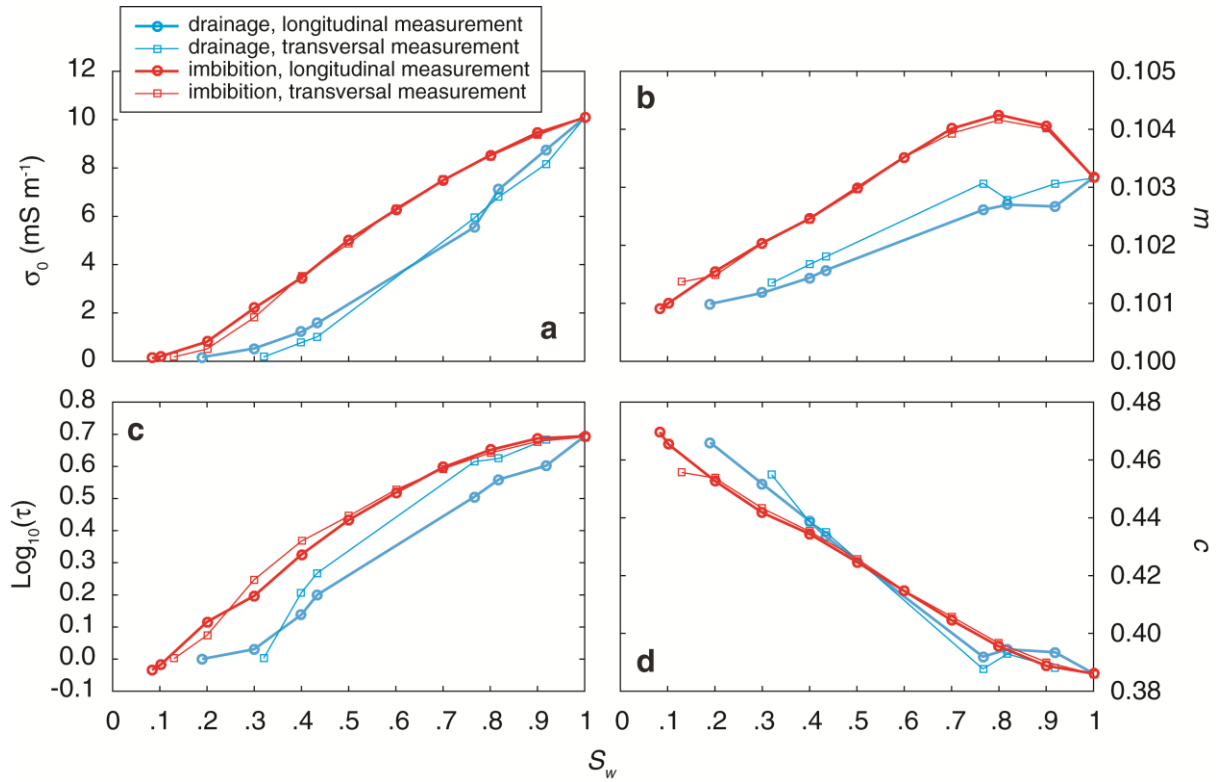 drainage, longitudinal measurement
drainage, transversal measurement
imbibition, longitudinal measurement
imbibition, transversal measurement
12
10
8
6
4
2
0
σ0 (mS m-1)
a
b
0.105
0.104
0.103
0.102
0.101
0.100
m
0.8
0.7
0.6
0.5
0.4
0.3
0.2
0.1
0.0
-0.1
Log10(τ)
c
d
0.48
0.46
0.44
0.42
0.40
0.38
c
0 .1 .2 .3 .4 .5 .6 .7 .8 .9 1
0 .1 .2 .3 .4 .5 .6 .7 .8 .9 1
Sw